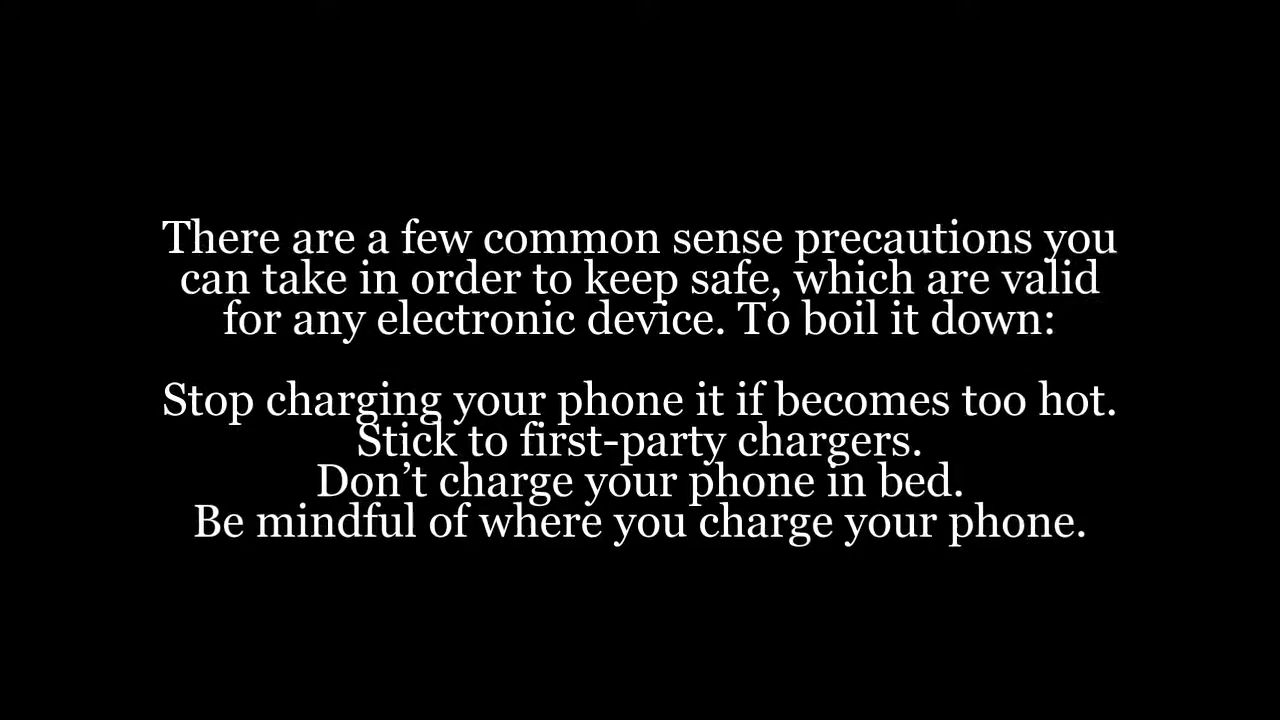 There are a few common sense precautions you
can take in order to keep safe, which are valid
for any electronic device. To boil it down:
Stop charging your phone it if becomes too hot.
Stick to first-party chargers.
Don’t charge your phone in bed.
Be mindful of where you charge your phone.